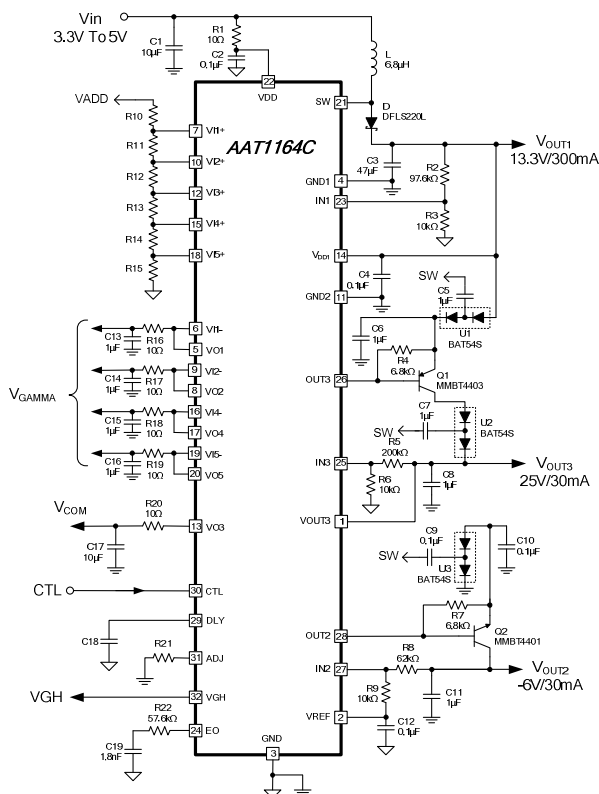 Vin
3.3V To 5V
C1
10µF
R1
10Ω
C2
0.1µF
22
VDD
L
6.8µH
SW 21
D
DFLS220L
AAT1164C
VADD
R10
7 VI1+
R11
10 VI2+
R12
12 VI3+
R13
15 VI4+
R14
18 VI5+
R15
VOUT1
13.3V/300mA
C3
47µF
R2
97.6kΩ
GND1 4
IN1 23
R3
10kΩ
VDD1 14
C4
0.1µF
GND2 11
SW
C5
1µF
U1
BAT54S
C6
1µF
R4
6.8kΩ
OUT3 26
Q1
MMBT4403
C7
1µF
SW
U2
BAT54S
VGAMMA
6 VI1-
C13
1µF
R16
10Ω
5 VO1
9 VI2-
C14
1µF
R17
10Ω
8 VO2
16 VI4-
C15
1µF
R18
10Ω
17 VO4
19 VI5-
C16
1µF
R19
10Ω
20 VO5
IN3 25
R5
200kΩ
R6
10kΩ
C8
1µF
VOUT3
25V/30mA
VOUT3 1
VCOM
R20
10Ω
13 VO3
C17
10µF
C9
0.1µF
SW
U3
BAT54S
C10
0.1µF
CTL
30 CTL
29 DLY
C18
R21
31 ADJ
VGH
32 VGH
R22
57.6kΩ
24 EO
C19
1.8nF
R7
6.8kΩ
OUT2 28
Q2
MMBT4401
IN2 27
R8
62kΩ
R9
10kΩ
C11
1µF
VOUT2
-6V/30mA
VREF 2
C12
0.1µF
GND
3